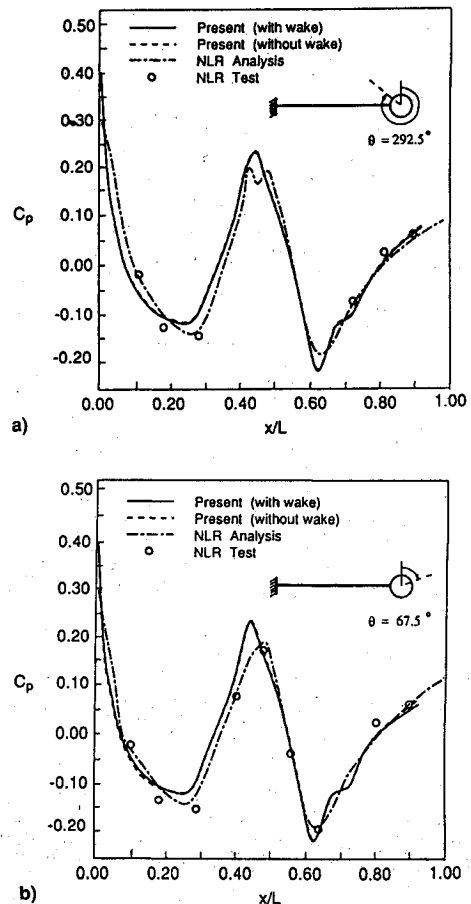 a)
0.50
0.40
0.30
0.20
0.10
0.00
-0.10
-0.20
Cp
Present (with wake)
Present (without wake)
NLR Analysis
NLR Test
θ = 292.5°
0.00 0.20 0.40 0.60 0.80 1.00
x/L
b)
0.50
0.40
0.30
0.20
0.10
0.00
-0.10
-0.20
Cp
Present (with wake)
Present (without wake)
NLR Analysis
NLR Test
θ = 67.5°
0.00 0.20 0.40 0.60 0.80 1.00
x/L